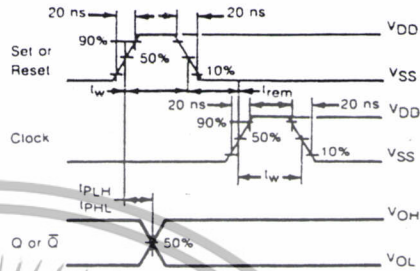 20 ns 20 ns
VDD
90%
Set or
Reset
50%
10%
VSS
tw trem
20 ns 20 ns
VDD
90%
Clock
50%
10%
VSS
tw
tPLH
tPHL
VOH
Q or Q̅
50%
VOL